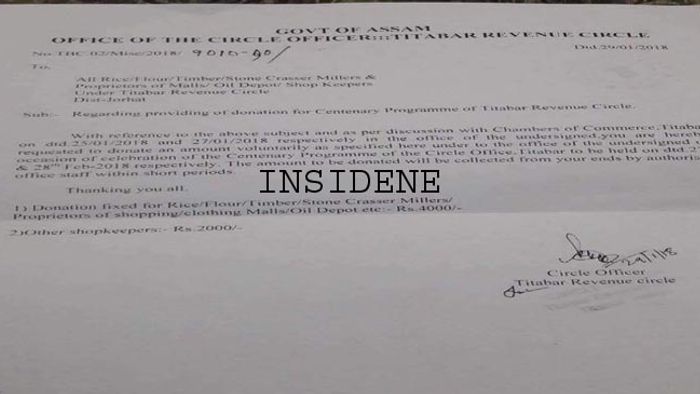 GOVT OF ASSAM
OFFICE OF THE CIRCLE OFFICER:::TITABAR REVENUE CIRCLE
No.TRC 02/Misc/2018/ Dtd.29/01/2018
To,
All Rice/Flour/Timber/Stone Crasser Millers &
Proprietors of Malls/ Oil Depot/ Shop Keepers
Under Titabar Revenue Circle
Dist-Jorhat
Sub:- Regarding providing of donation for Centenary Programme of Titabar Revenue Circle.
With reference to the above subject and as per discussion with Chambers of Commerce,Titaba
on dtd.25/01/2018 and 27/01/2018 respectively in the office of the undersigned,you are here
requested to donate an amount voluntarily as specified here under to the office of the undersigned
occasion of celebration of the Centenary Programme of the Circle Office,Titabar to be held on dtd.2
& 28th Feb-2018 respectively. The amount to be donated will be collected from your ends by authoris
office staff within short periods.
Thanking you all.
INSIDENE
1) Donation fixed for Rice/Flour/Timber/Stone Crasser Millers/
Proprietors of shopping/clothing Malls/Oil Depot etc:- Rs.4000/-
2)Other shopkeepers:- Rs.2000/-
29/1/18
Circle Officer
Titabar Revenue circle